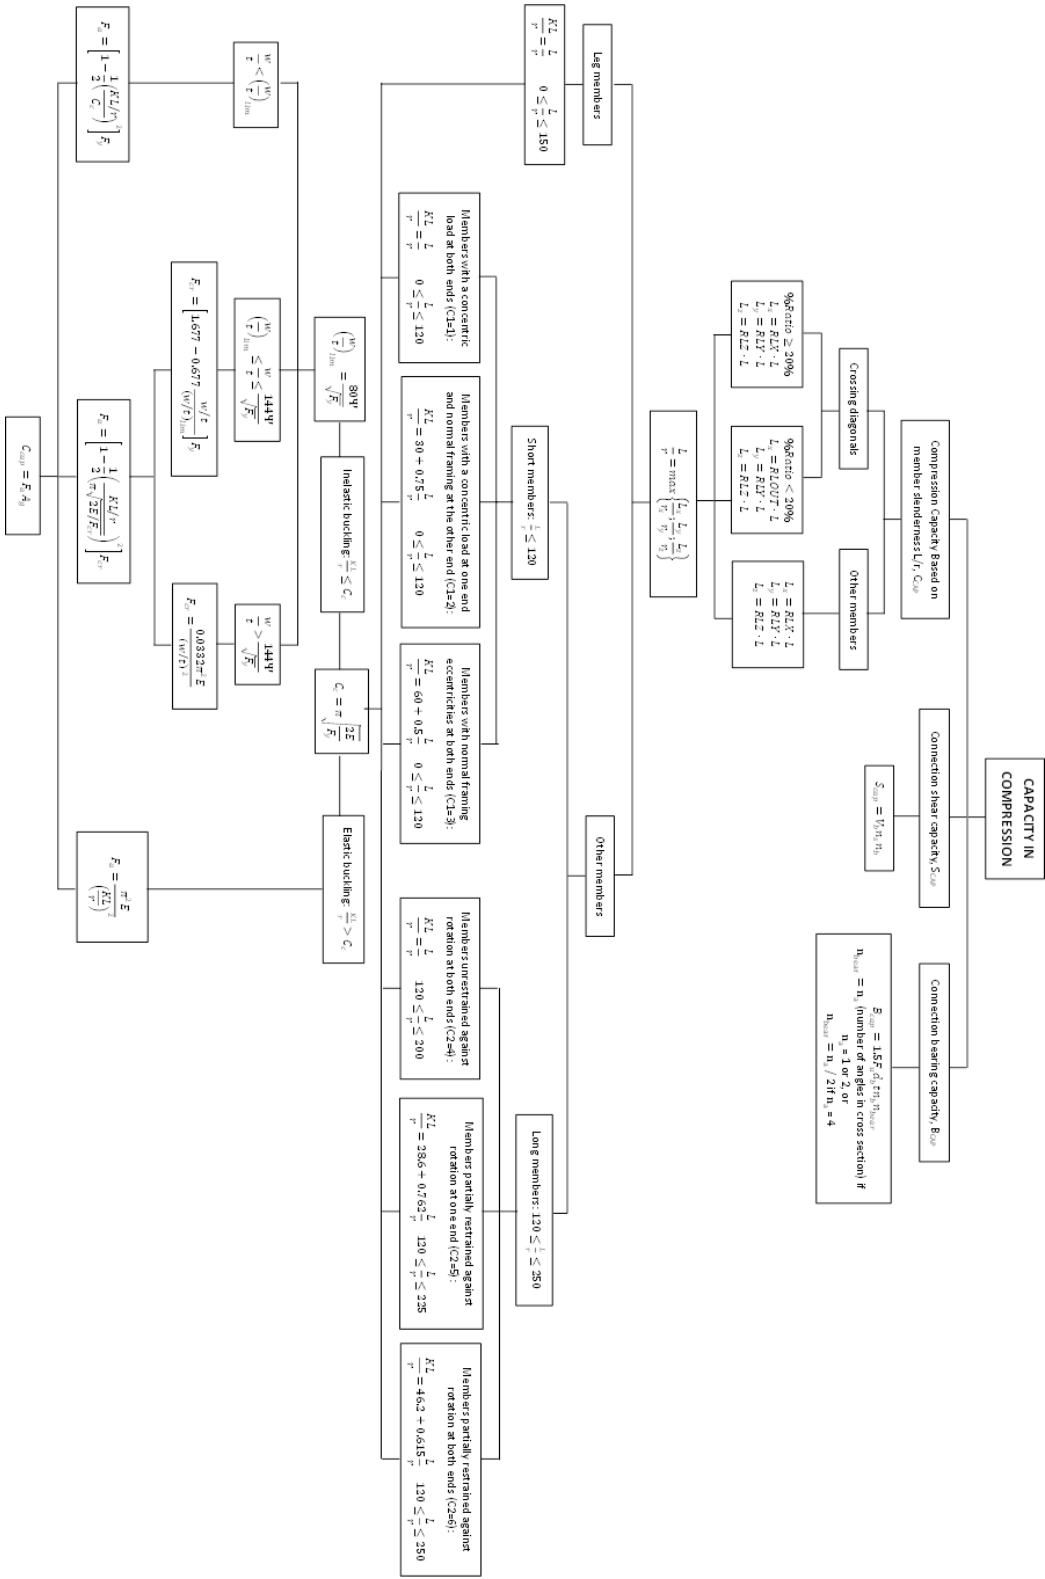 CAPACITY IN
COMPRESSION
Compression Capacity Based on
member slenderness L/r, C_CAP
Connection shear capacity, S_CAP
Connection bearing capacity, B_CAP
Crossing diagonals
Other members
S_cap = V_b n_s n_b
B_cap = 1.5F_u d_b t n_b n_bear
n_bear = n_a (number of angles in cross section) if
n_a = 1 or 2, or
n_bear = n_a / 2 if n_a = 4
%Ratio ≥ 20%
L_x = RLX · L
L_y = RLY · L
L_z = RLZ · L
%Ratio < 20%
L_x = RLOUT · L
L_y = RLY · L
L_z = RLZ · L
L_x = RLX · L
L_y = RLY · L
L_z = RLZ · L
L/r = max{L_x/r_x; L_y/r_y; L_z/r_z}
Leg members
Other members
KL/r = L/r 0 ≤ L/r ≤ 150
Short members: L/r ≤ 120
Long members: 120 ≤ L/r ≤ 250
Members with a concentric
load at both ends (C1=1):
KL/r = L/r 0 ≤ L/r ≤ 120
Members with a concentric load at one end
and normal framing at the other end (C1=2):
KL/r = 30 + 0.75 L/r 0 ≤ L/r ≤ 120
Members with normal framing
eccentricities at both ends (C1=3):
KL/r = 60 + 0.5 L/r 0 ≤ L/r ≤ 120
Members unrestrained against
rotation at both ends (C2=4):
KL/r = L/r 120 ≤ L/r ≤ 200
Members partially restrained against
rotation at one end (C2=5):
KL/r = 28.6 + 0.762 L/r 120 ≤ L/r ≤ 225
Members partially restrained against
rotation at both ends (C2=6):
KL/r = 46.2 + 0.615 L/r 120 ≤ L/r ≤ 250
C_c = π √(2E/F_y)
(w/t)_lim = 80Ψ/√F_y
Inelastic buckling: KL/r ≤ C_c
Elastic buckling: KL/r > C_c
w/t < (w/t)_lim
(w/t)_lim ≤ w/t ≤ 144Ψ/√F_y
w/t > 144Ψ/√F_y
F_cr = [1.677 − 0.677 (w/t)/(w/t)_lim] F_y
F_cr = 0.0332π²E/(w/t)²
F_a = [1 − 1/2 ((KL/r)/C_c)²] F_y
F_a = [1 − 1/2 ((KL/r)/(π√(2E/F_cr)))²] F_cr
F_a = π²E/(KL/r)²
C_cap = F_a A_g